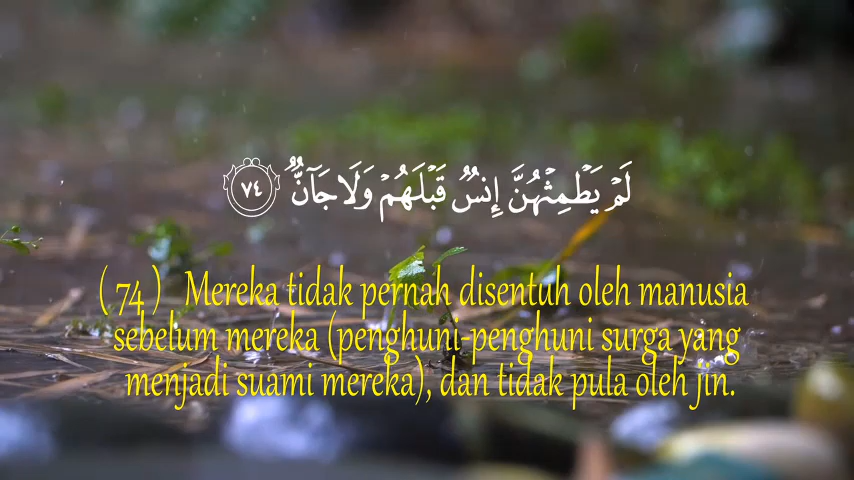 لَمۡ يَطۡمِثۡهُنَّ إِنسٞ قَبۡلَهُمۡ وَلَا جَآنّٞ ٧٤
( 74 ) Mereka tidak pernah disentuh oleh manusia
sebelum mereka (penghuni-penghuni surga yang
menjadi suami mereka), dan tidak pula oleh jin.